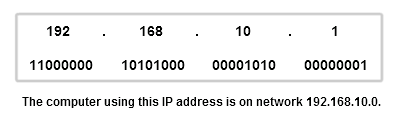 192 . 168 . 10 . 1
11000000 10101000 00001010 00000001
The computer using this IP address is on network 192.168.10.0.